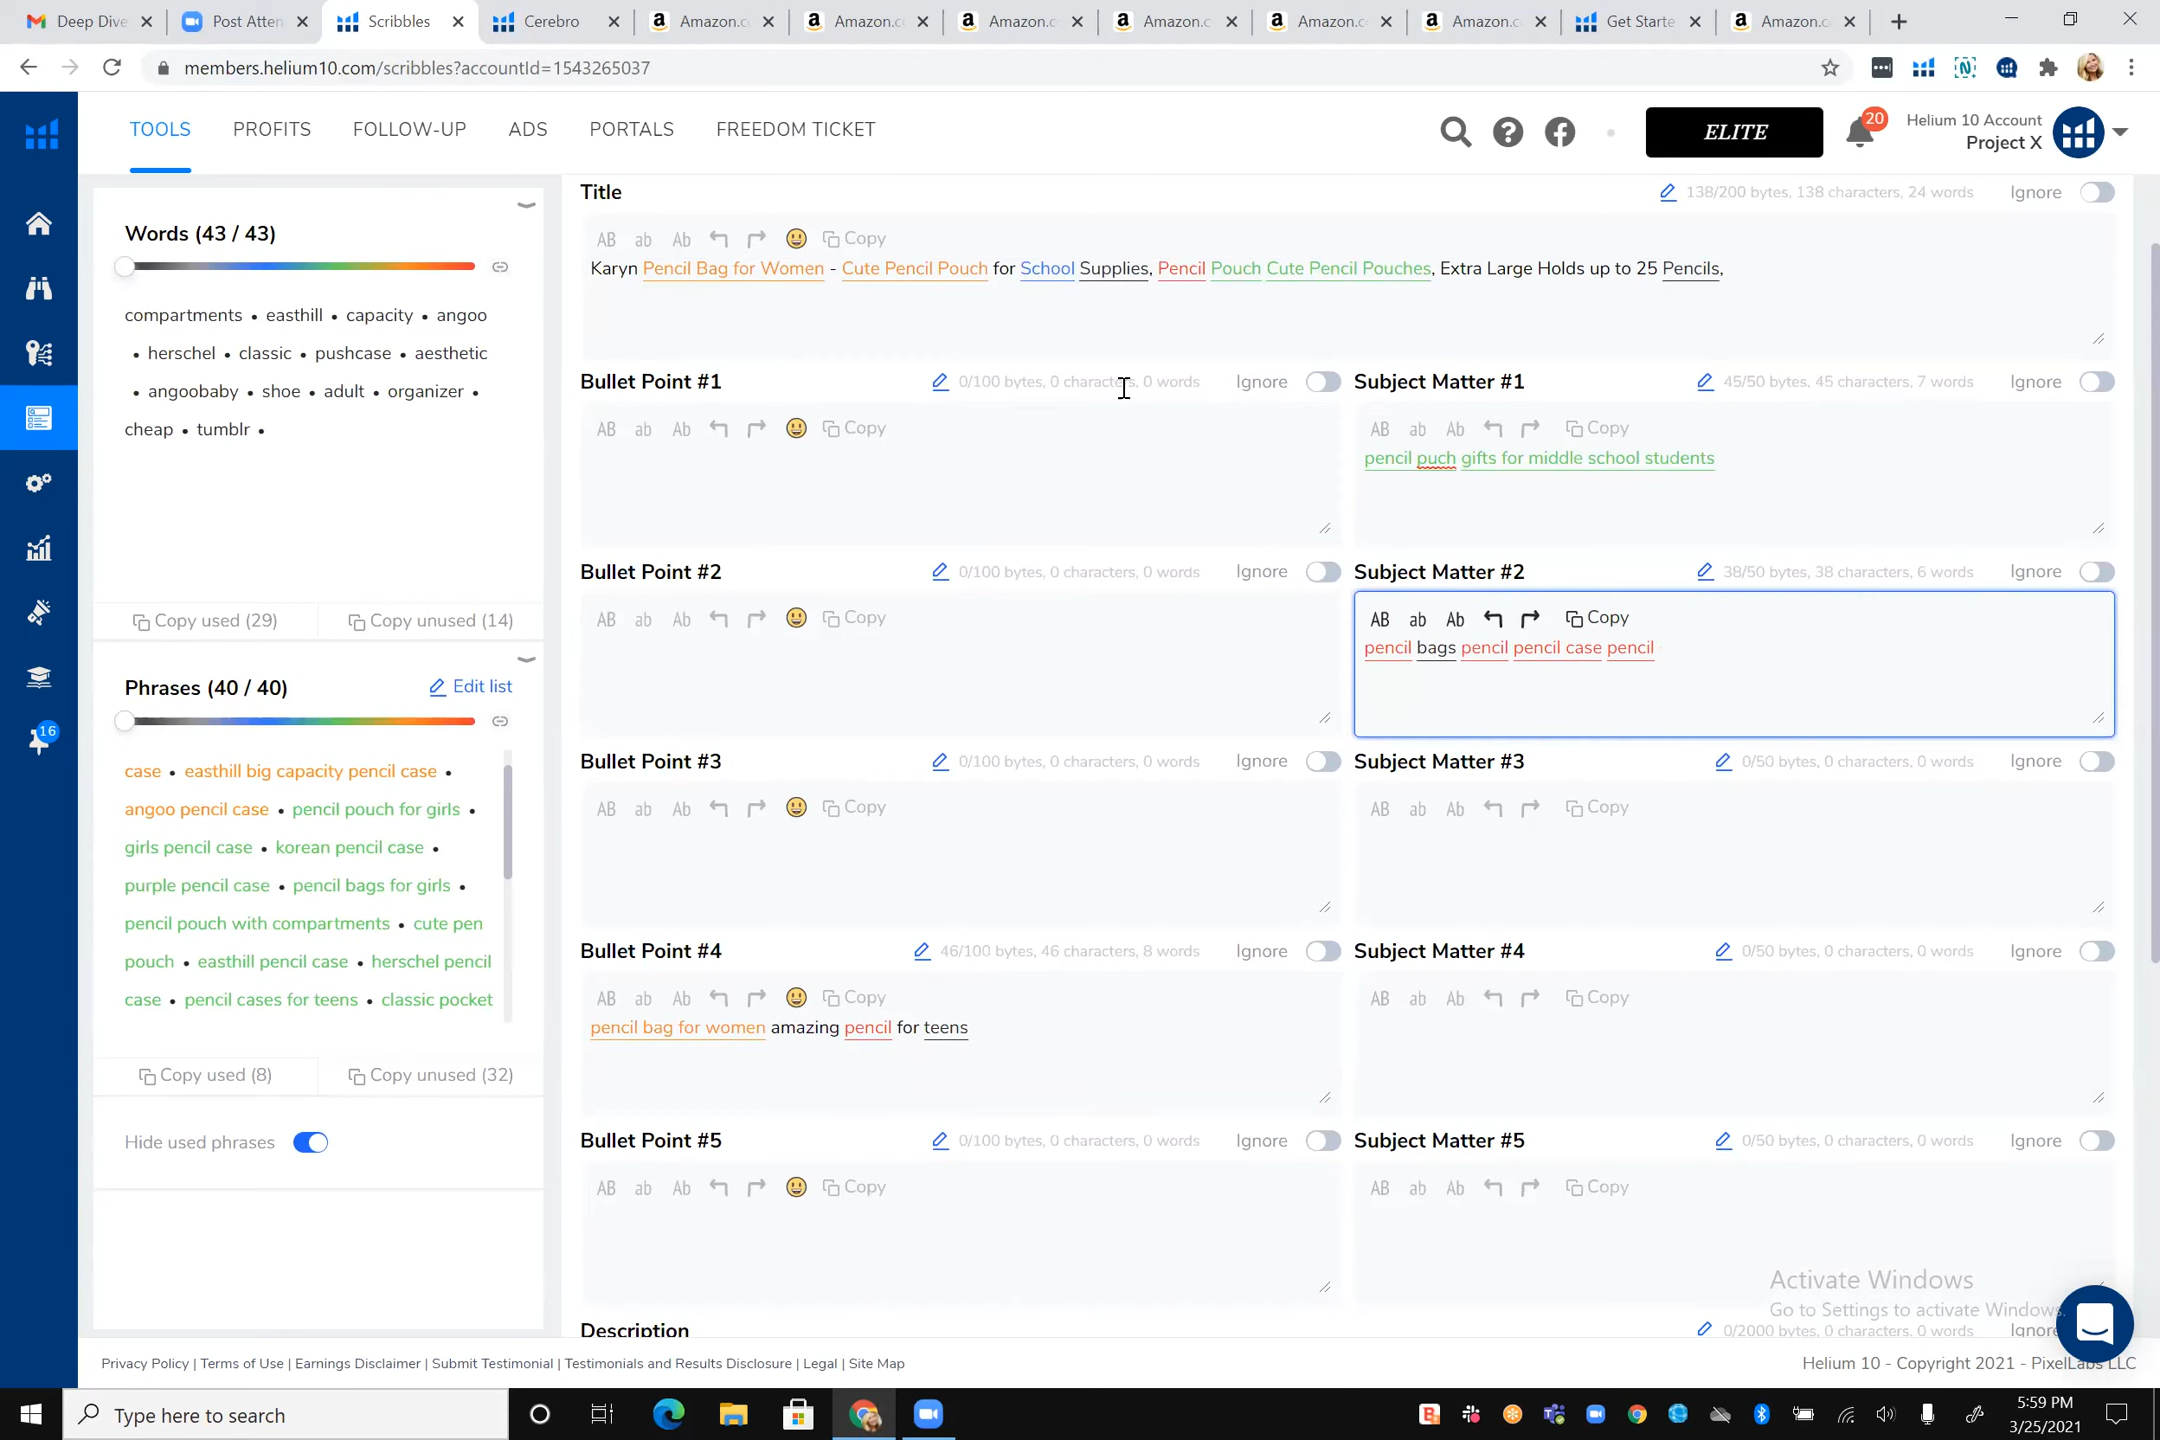 Deep Dive
Post Atten
Scribbles
Cerebro
Amazon.co
Amazon.co
Amazon.co
Amazon.c
Amazon.c
Amazon.c
Get Starte
Amazon.c
members.helium10.com/scribbles?accountId=1543265037
TOOLS PROFITS FOLLOW-UP ADS PORTALS FREEDOM TICKET
ELITE
20
Helium 10 Account
Project X
16
Words (43 / 43)
compartments • easthill • capacity • angoo
• herschel • classic • pushcase • aesthetic
• angoobaby • shoe • adult • organizer •
cheap • tumblr •
Copy used (29) Copy unused (14)
Phrases (40 / 40) Edit list
case • easthill big capacity pencil case •
angoo pencil case • pencil pouch for girls •
girls pencil case • korean pencil case •
purple pencil case • pencil bags for girls •
pencil pouch with compartments • cute pen
pouch • easthill pencil case • herschel pencil
case • pencil cases for teens • classic pocket
Copy used (8) Copy unused (32)
Hide used phrases
Title 138/200 bytes, 138 characters, 24 words Ignore
AB ab Ab Copy
Karyn Pencil Bag for Women - Cute Pencil Pouch for School Supplies, Pencil Pouch Cute Pencil Pouches, Extra Large Holds up to 25 Pencils,
Bullet Point #1 0/100 bytes, 0 characters, 0 words Ignore
AB ab Ab Copy
Subject Matter #1 45/50 bytes, 45 characters, 7 words Ignore
AB ab Ab Copy
pencil puch gifts for middle school students
Bullet Point #2 0/100 bytes, 0 characters, 0 words Ignore
AB ab Ab Copy
Subject Matter #2 38/50 bytes, 38 characters, 6 words Ignore
AB ab Ab Copy
pencil bags pencil pencil case pencil
Bullet Point #3 0/100 bytes, 0 characters, 0 words Ignore
AB ab Ab Copy
Subject Matter #3 0/50 bytes, 0 characters, 0 words Ignore
AB ab Ab Copy
Bullet Point #4 46/100 bytes, 46 characters, 8 words Ignore
AB ab Ab Copy
pencil bag for women amazing pencil for teens
Subject Matter #4 0/50 bytes, 0 characters, 0 words Ignore
AB ab Ab Copy
Bullet Point #5 0/100 bytes, 0 characters, 0 words Ignore
AB ab Ab Copy
Subject Matter #5 0/50 bytes, 0 characters, 0 words Ignore
AB ab Ab Copy
Description 0/2000 bytes, 0 characters, 0 words Ignore
Activate Windows
Go to Settings to activate Windows.
Privacy Policy | Terms of Use | Earnings Disclaimer | Submit Testimonial | Testimonials and Results Disclosure | Legal | Site Map
Helium 10 - Copyright 2021 - PixelLabs LLC
Type here to search
5:59 PM
3/25/2021